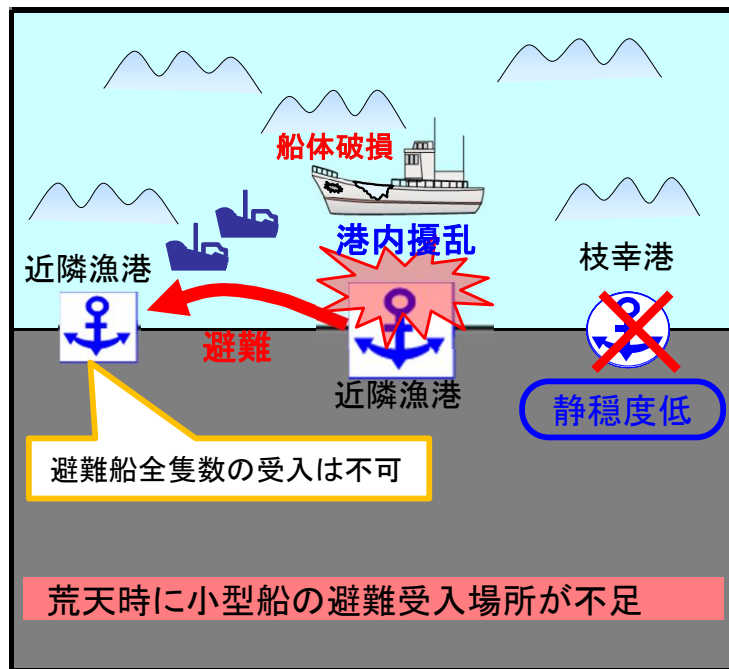 船体破損
港内擾乱
枝幸港
近隣漁港
避難
近隣漁港
静穏度低
避難船全隻数の受入は不可
荒天時に小型船の避難受入場所が不足